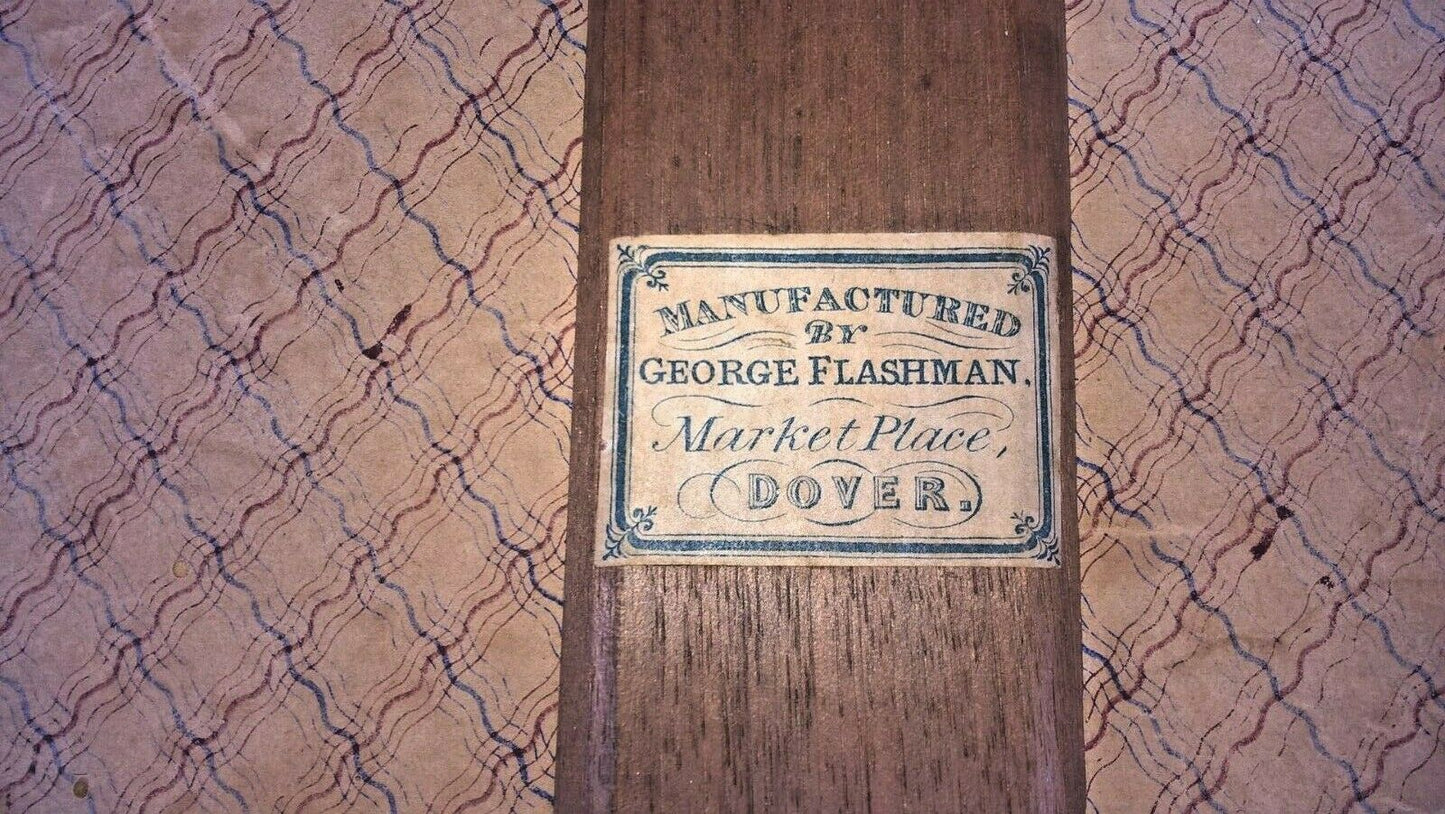 MANUFACTURED
BY
GEORGE FLASHMAN.
Market Place,
DOVER.